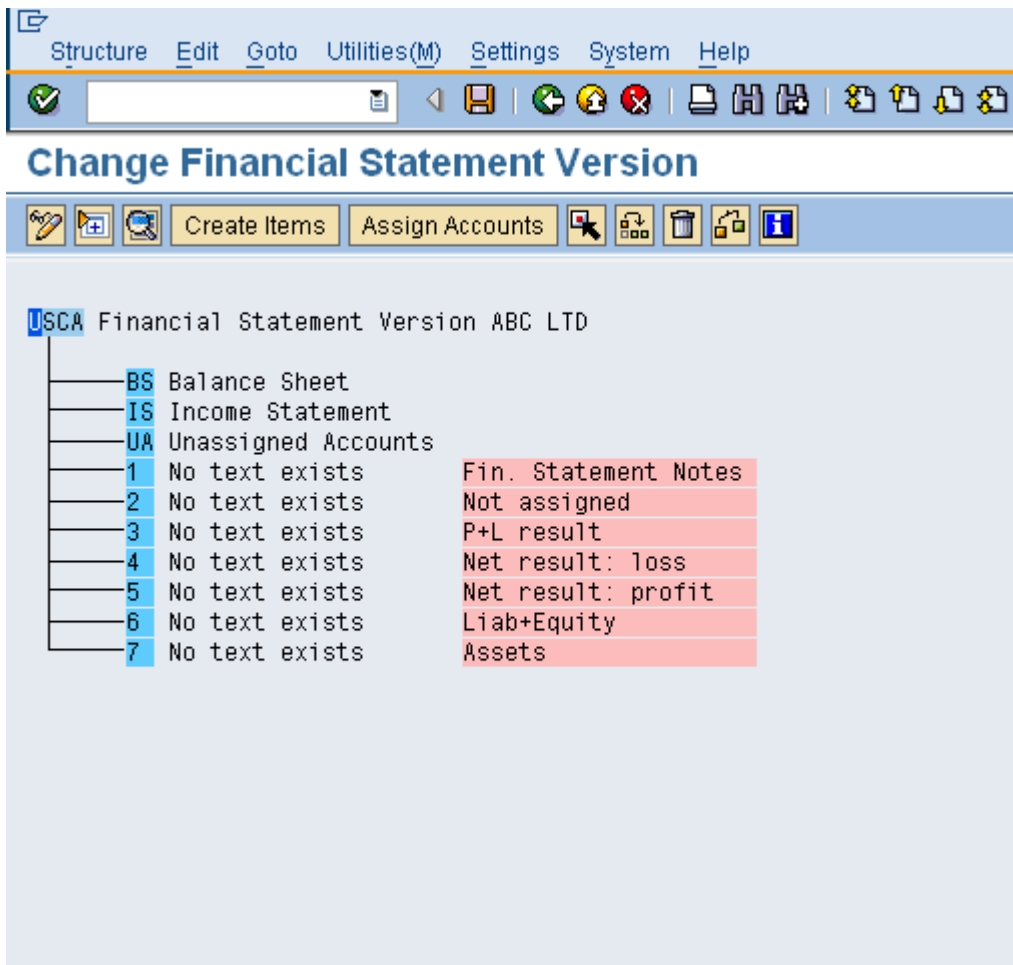 Structure Edit Goto Utilities(M) Settings System Help
Change Financial Statement Version
Create Items Assign Accounts
USCA Financial Statement Version ABC LTD
BS Balance Sheet
IS Income Statement
UA Unassigned Accounts
1 No text exists Fin. Statement Notes
2 No text exists Not assigned
3 No text exists P+L result
4 No text exists Net result: loss
5 No text exists Net result: profit
6 No text exists Liab+Equity
7 No text exists Assets